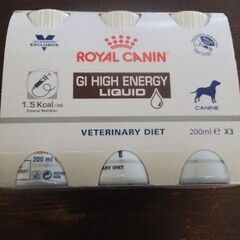 EXCLUSIVE
ROYAL CANIN
GI HIGH ENERGY
LIQUID
1.5 Kcal/ml
CANINE
VETERINARY DIET
200ml e X3
200 ml
ARY DIET